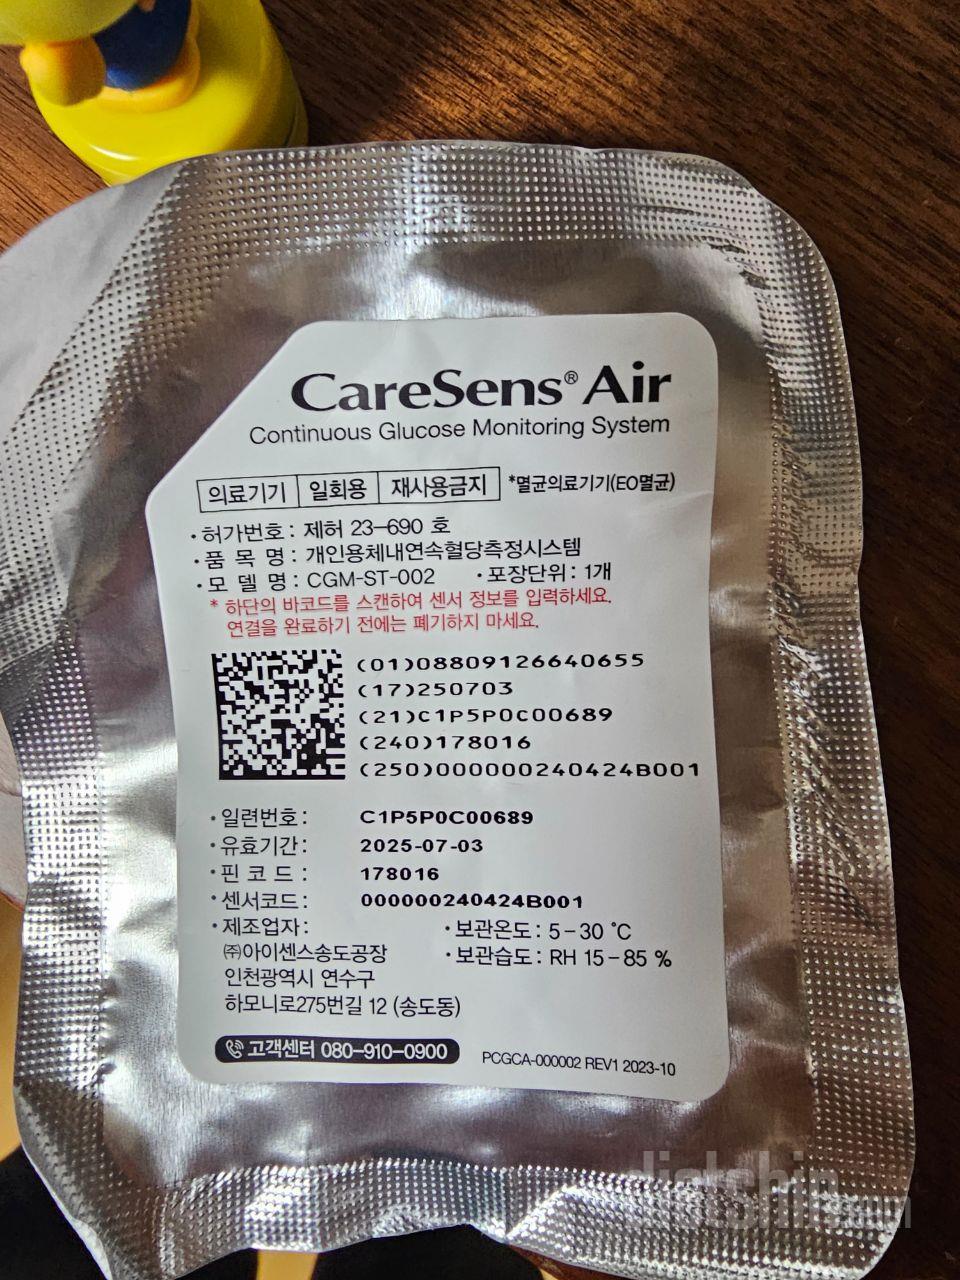 CareSens® Air
Continuous Glucose Monitoring System
의료기기 일회용 재사용금지 *멸균의료기기(EO멸균)
·허가번호: 제허 23-690 호
·품 목 명: 개인용체내연속혈당측정시스템
·모 델 명: CGM-ST-002 ·포장단위: 1개
* 하단의 바코드를 스캔하여 센서 정보를 입력하세요.
연결을 완료하기 전에는 폐기하지 마세요.
(01)08809126640655
(17)250703
(21)C1P5P0C00689
(240)178016
(250)000000240424B001
·일련번호: C1P5P0C00689
·유효기간: 2025-07-03
·핀 코 드: 178016
·센서코드: 000000240424B001
·제조업자:
㈜아이센스송도공장
인천광역시 연수구
하모니로275번길 12 (송도동)
·보관온도: 5-30 ℃
·보관습도: RH 15-85 %
고객센터 080-910-0900
PCGCA-000002 REV1 2023-10
dietshin.com